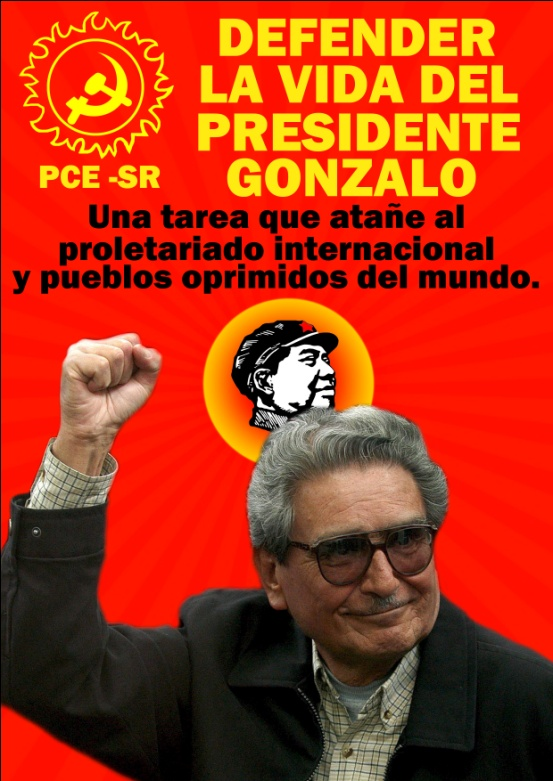 DEFENDER
LA VIDA DEL
PRESIDENTE
GONZALO
PCE -SR
Una tarea que atañe al
proletariado internacional
y pueblos oprimidos del mundo.